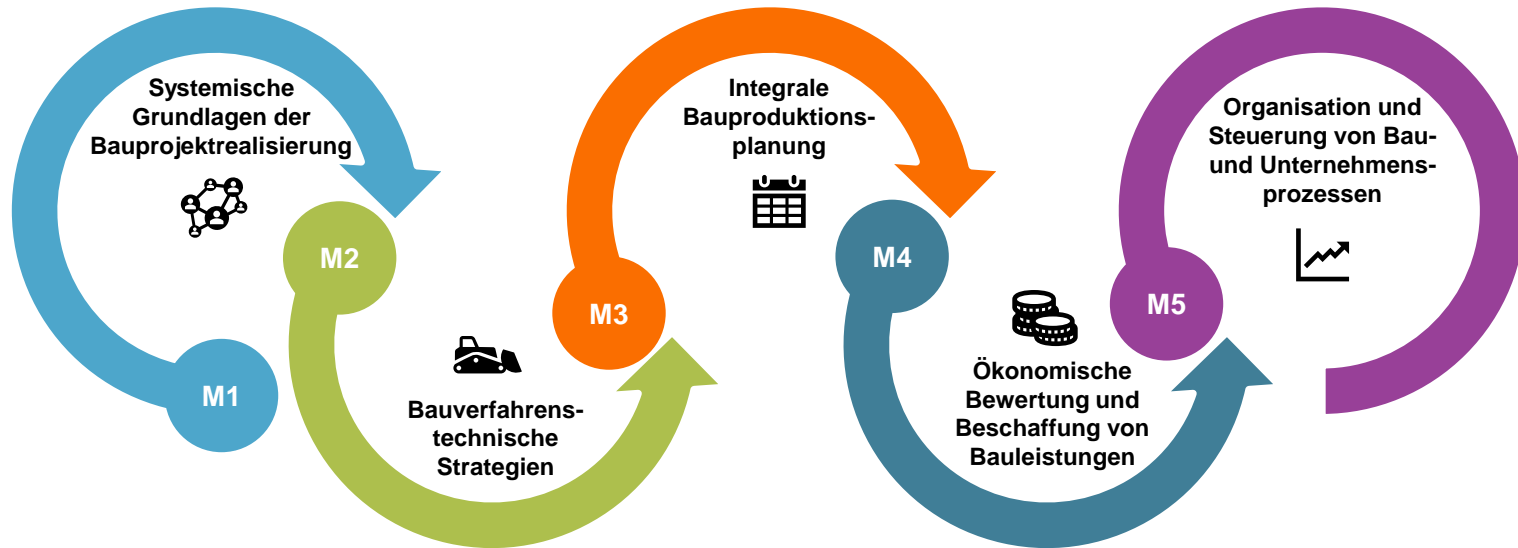 Systemische
Grundlagen der
Bauprojektrealisierung
M1
M2
Bauverfahrens-
technische
Strategien
M3
Integrale
Bauproduktions-
planung
M4
Ökonomische
Bewertung und
Beschaffung von
Bauleistungen
M5
Organisation und
Steuerung von Bau-
und Unternehmens-
prozessen